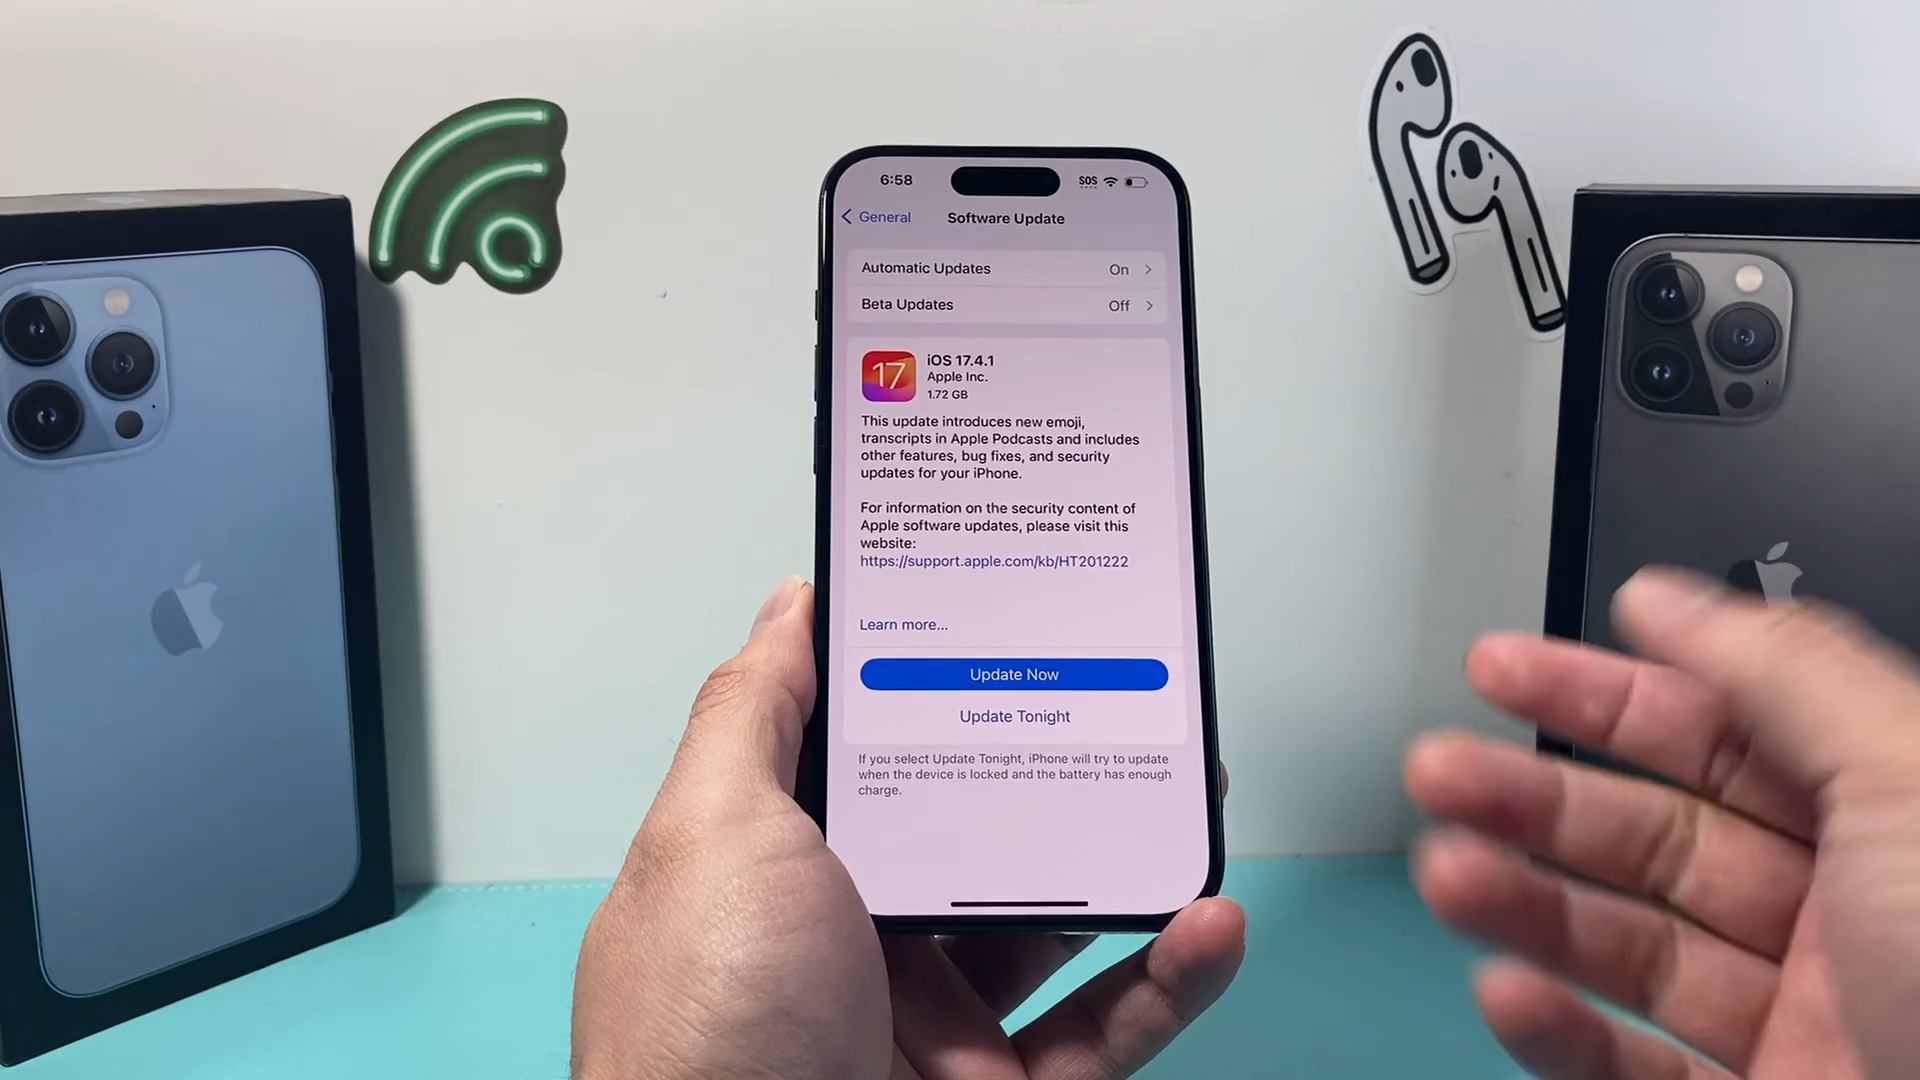 6:58 SOS
General Software Update
Automatic Updates On
Beta Updates Off
17
iOS 17.4.1
Apple Inc.
1.72 GB
This update introduces new emoji,
transcripts in Apple Podcasts and includes
other features, bug fixes, and security
updates for your iPhone.
For information on the security content of
Apple software updates, please visit this
website:
https://support.apple.com/kb/HT201222
Learn more...
Update Now
Update Tonight
If you select Update Tonight, iPhone will try to update
when the device is locked and the battery has enough
charge.